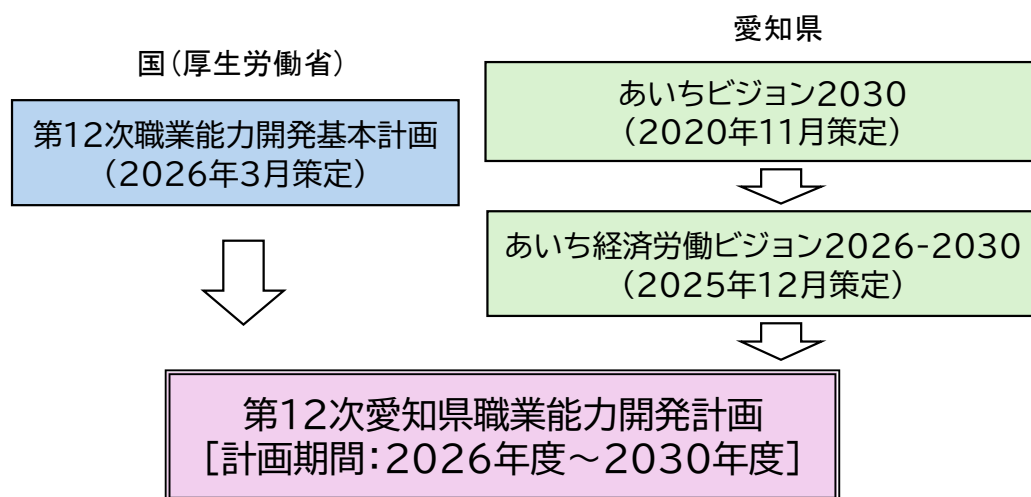 国（厚生労働省）
第12次職業能力開発基本計画
（2026年3月策定）
愛知県
あいちビジョン2030
（2020年11月策定）
あいち経済労働ビジョン2026-2030
（2025年12月策定）
第12次愛知県職業能力開発計画
［計画期間：2026年度～2030年度］